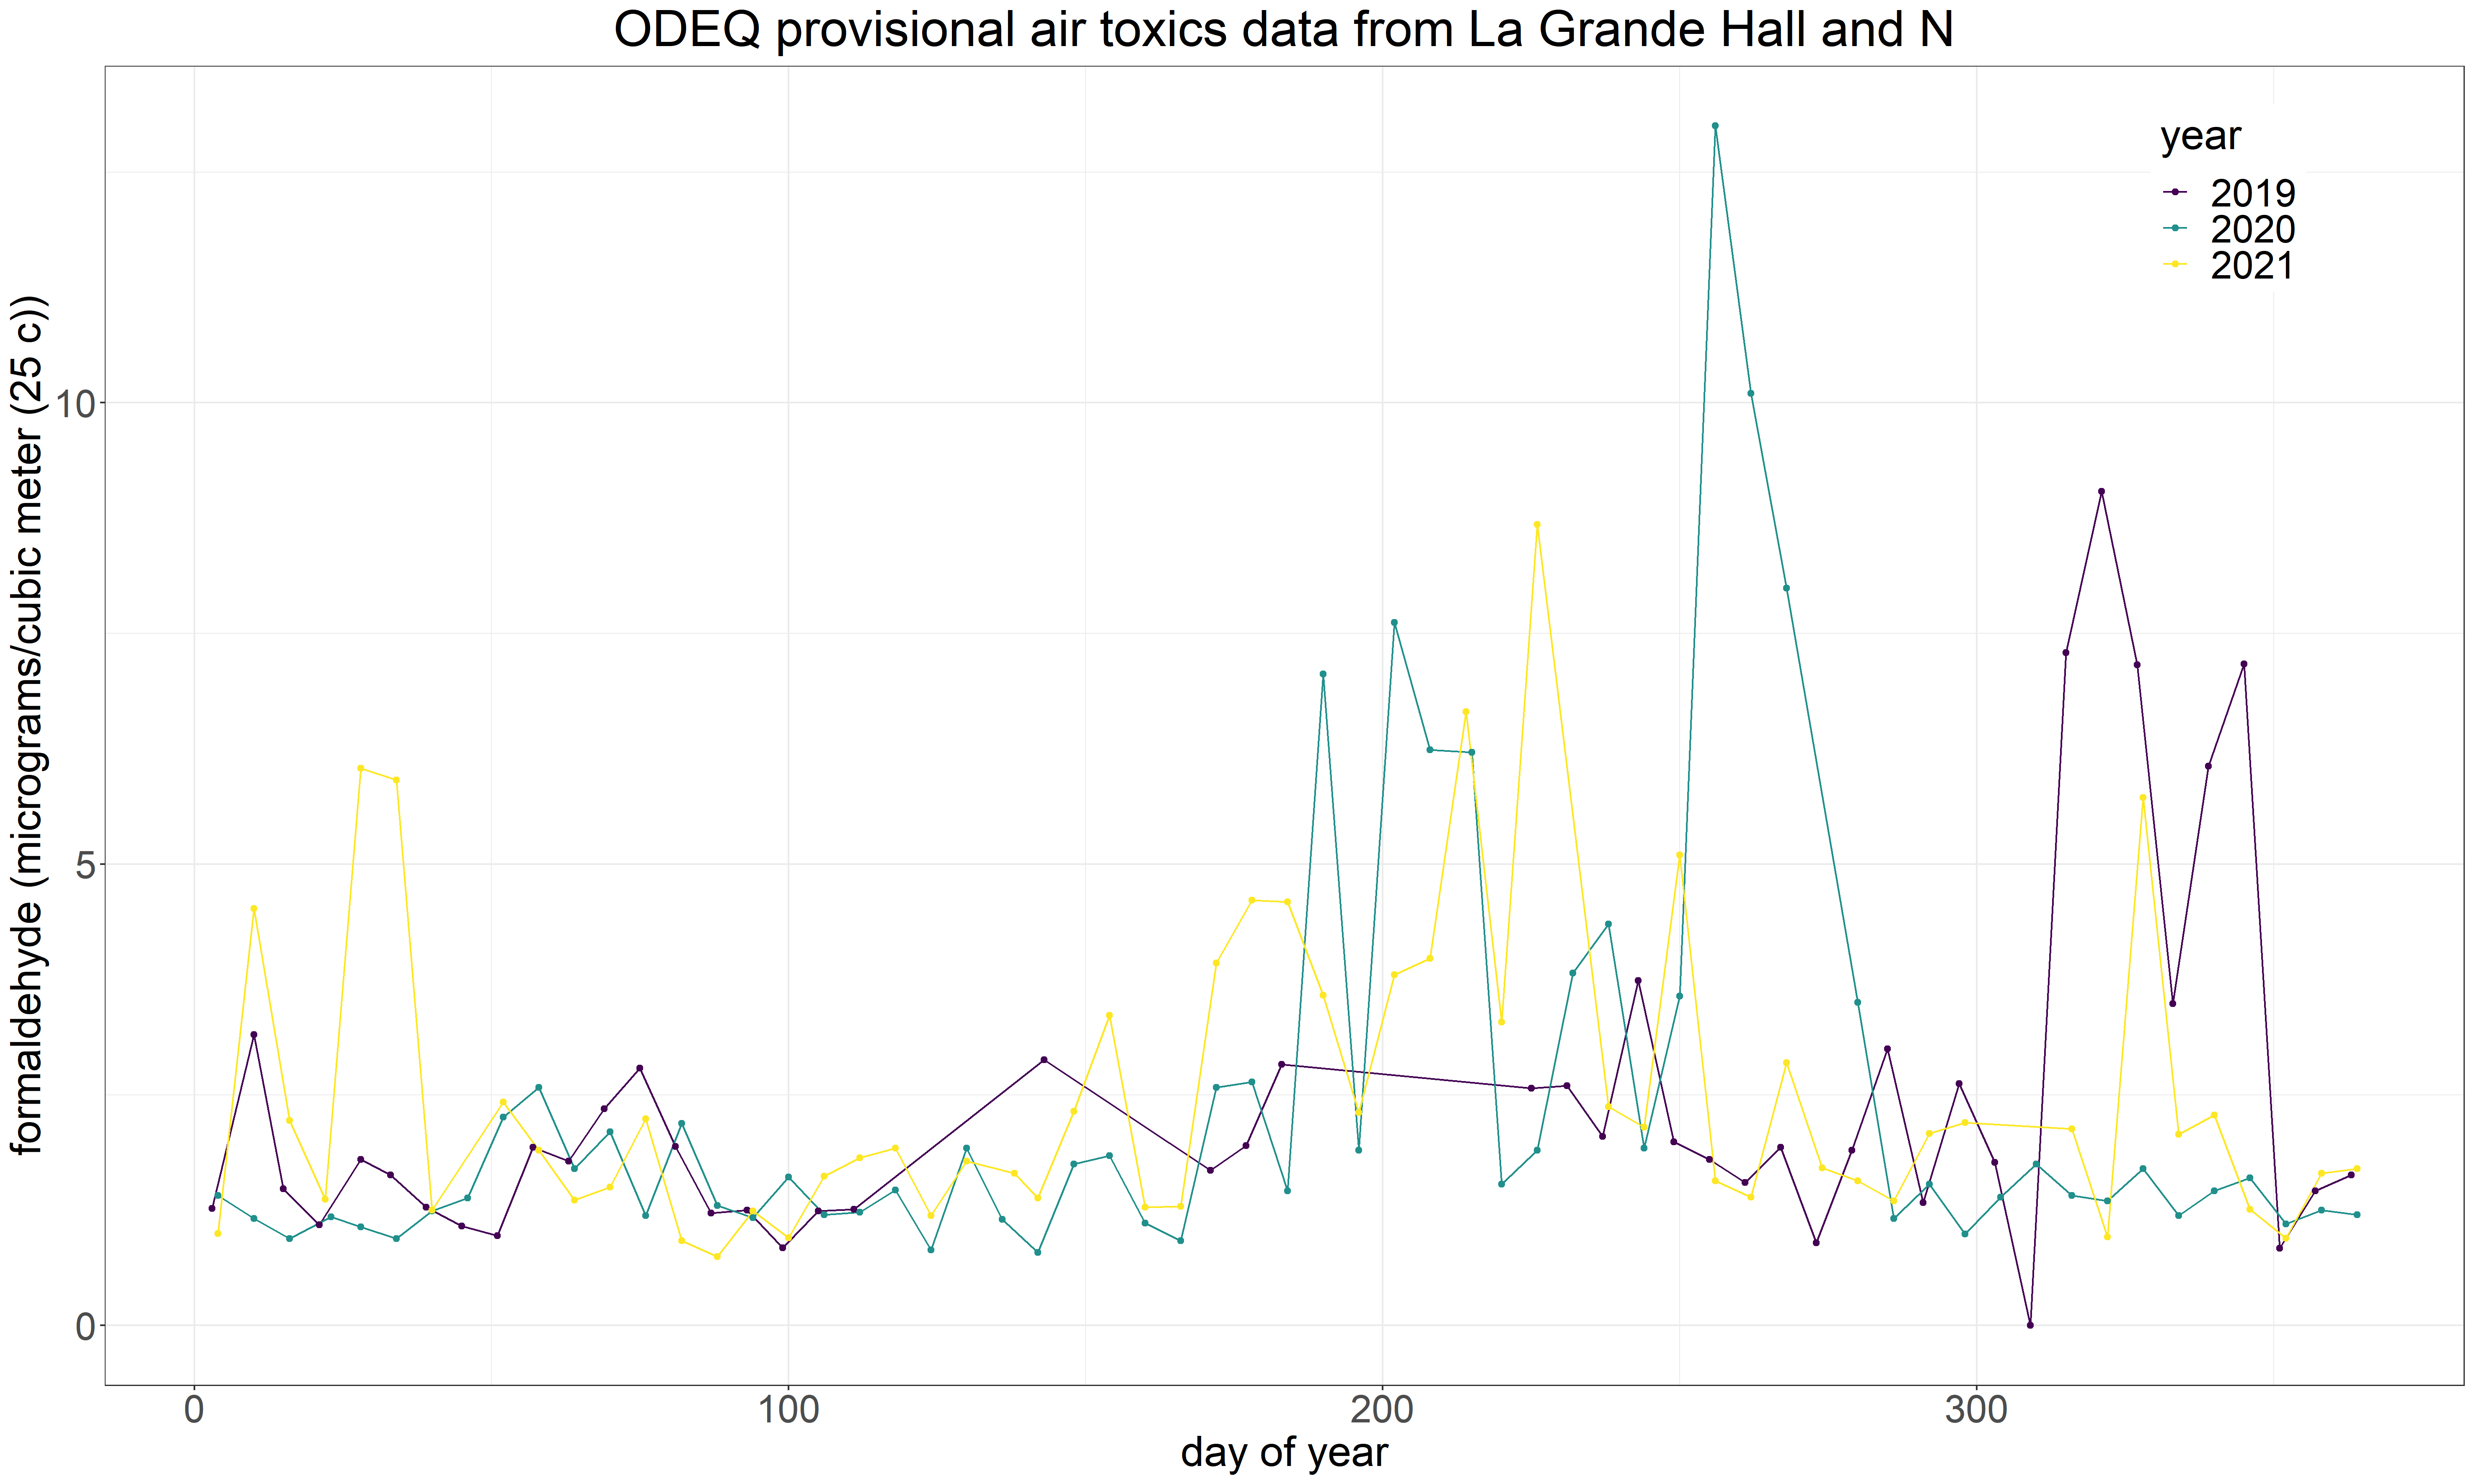 ODEQ provisional air toxics data from La Grande Hall and N
year
2019
2020
2021
formaldehyde (micrograms/cubic meter (25 c))
10
5
0
0 100 200 300
day of year